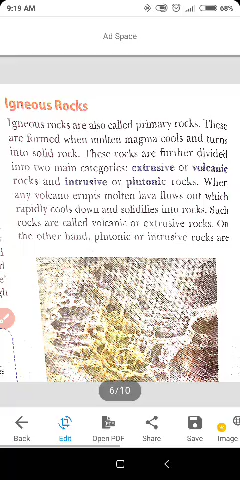 9:19 AM
68%
Ad Space
Igneous Rocks
Igneous rocks are also called primary rocks. These
are formed when molten magma cools and turns
into solid rock. These rocks are further divided
into two main categories: extrusive or volcanic
rocks and intrusive or plutonic rocks. When
any volcano erupts molten lava flows out which
rapidly cools down and solidifies into rocks. Such
rocks are called volcanic or extrusive rocks. On
the other hand, plutonic or intrusive rocks are
6/10
Back Edit Open PDF Share Save Image